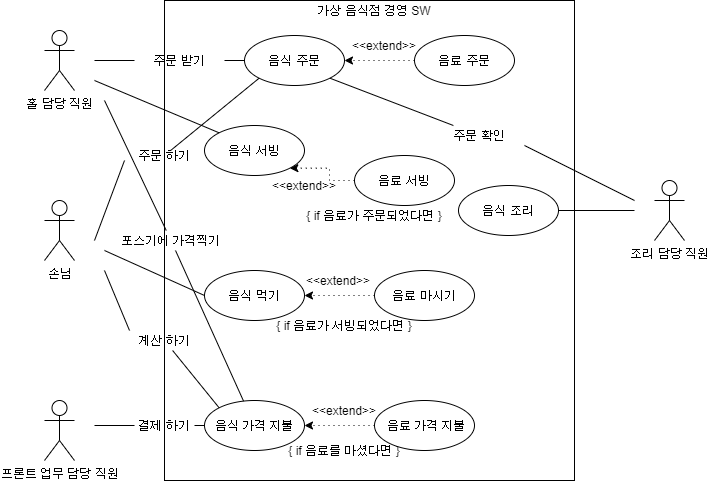 가상 음식점 경영 SW
<<extend>>
주문 받기
음식 주문
음료 주문
홀 담당 직원
주문 확인
주문 하기
음식 서빙
음료 서빙
<<extend>>
{ if 음료가 주문되었다면 }
음식 조리
포스기에 가격찍기
조리 담당 직원
손님
<<extend>>
음식 먹기
음료 마시기
{ if 음료가 서빙되었다면 }
계산 하기
<<extend>>
결제 하기
음식 가격 지불
음료 가격 지불
{ if 음료를 마셨다면 }
프론트 업무 담당 직원